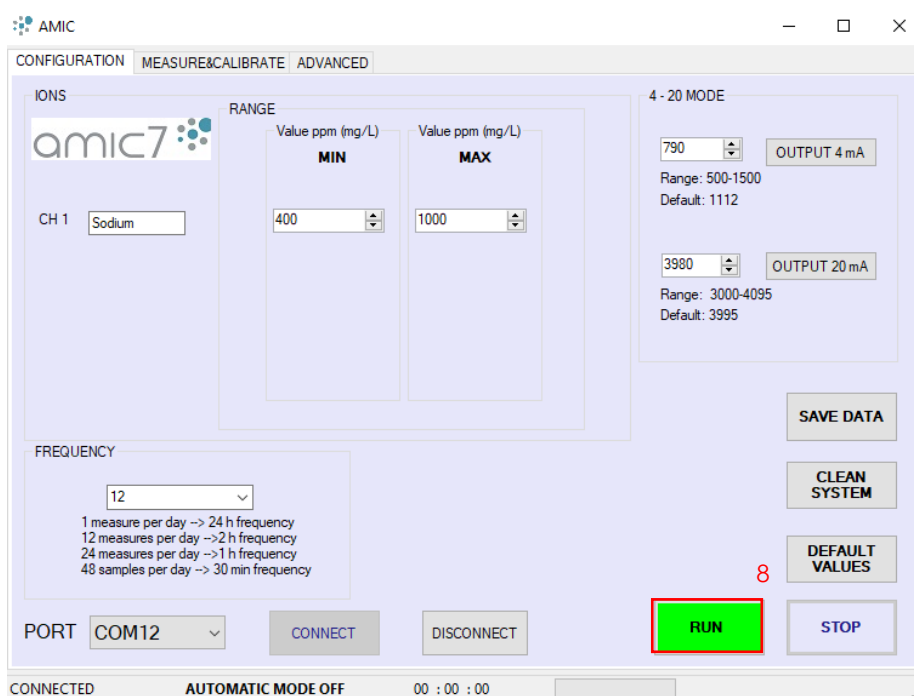 AMIC
CONFIGURATION MEASURE&CALIBRATE ADVANCED
IONS
amic7
RANGE
Value ppm (mg/L)
MIN
Value ppm (mg/L)
MAX
CH 1 Sodium 400 1000
4 - 20 MODE
790 OUTPUT 4 mA
Range: 500-1500
Default: 1112
3980 OUTPUT 20 mA
Range: 3000-4095
Default: 3995
SAVE DATA
CLEAN
SYSTEM
DEFAULT
VALUES
FREQUENCY
12
1 measure per day --> 24 h frequency
12 measures per day -->2 h frequency
24 measures per day -->1 h frequency
48 samples per day --> 30 min frequency
8
PORT COM12 CONNECT DISCONNECT RUN STOP
CONNECTED AUTOMATIC MODE OFF 00 : 00 : 00